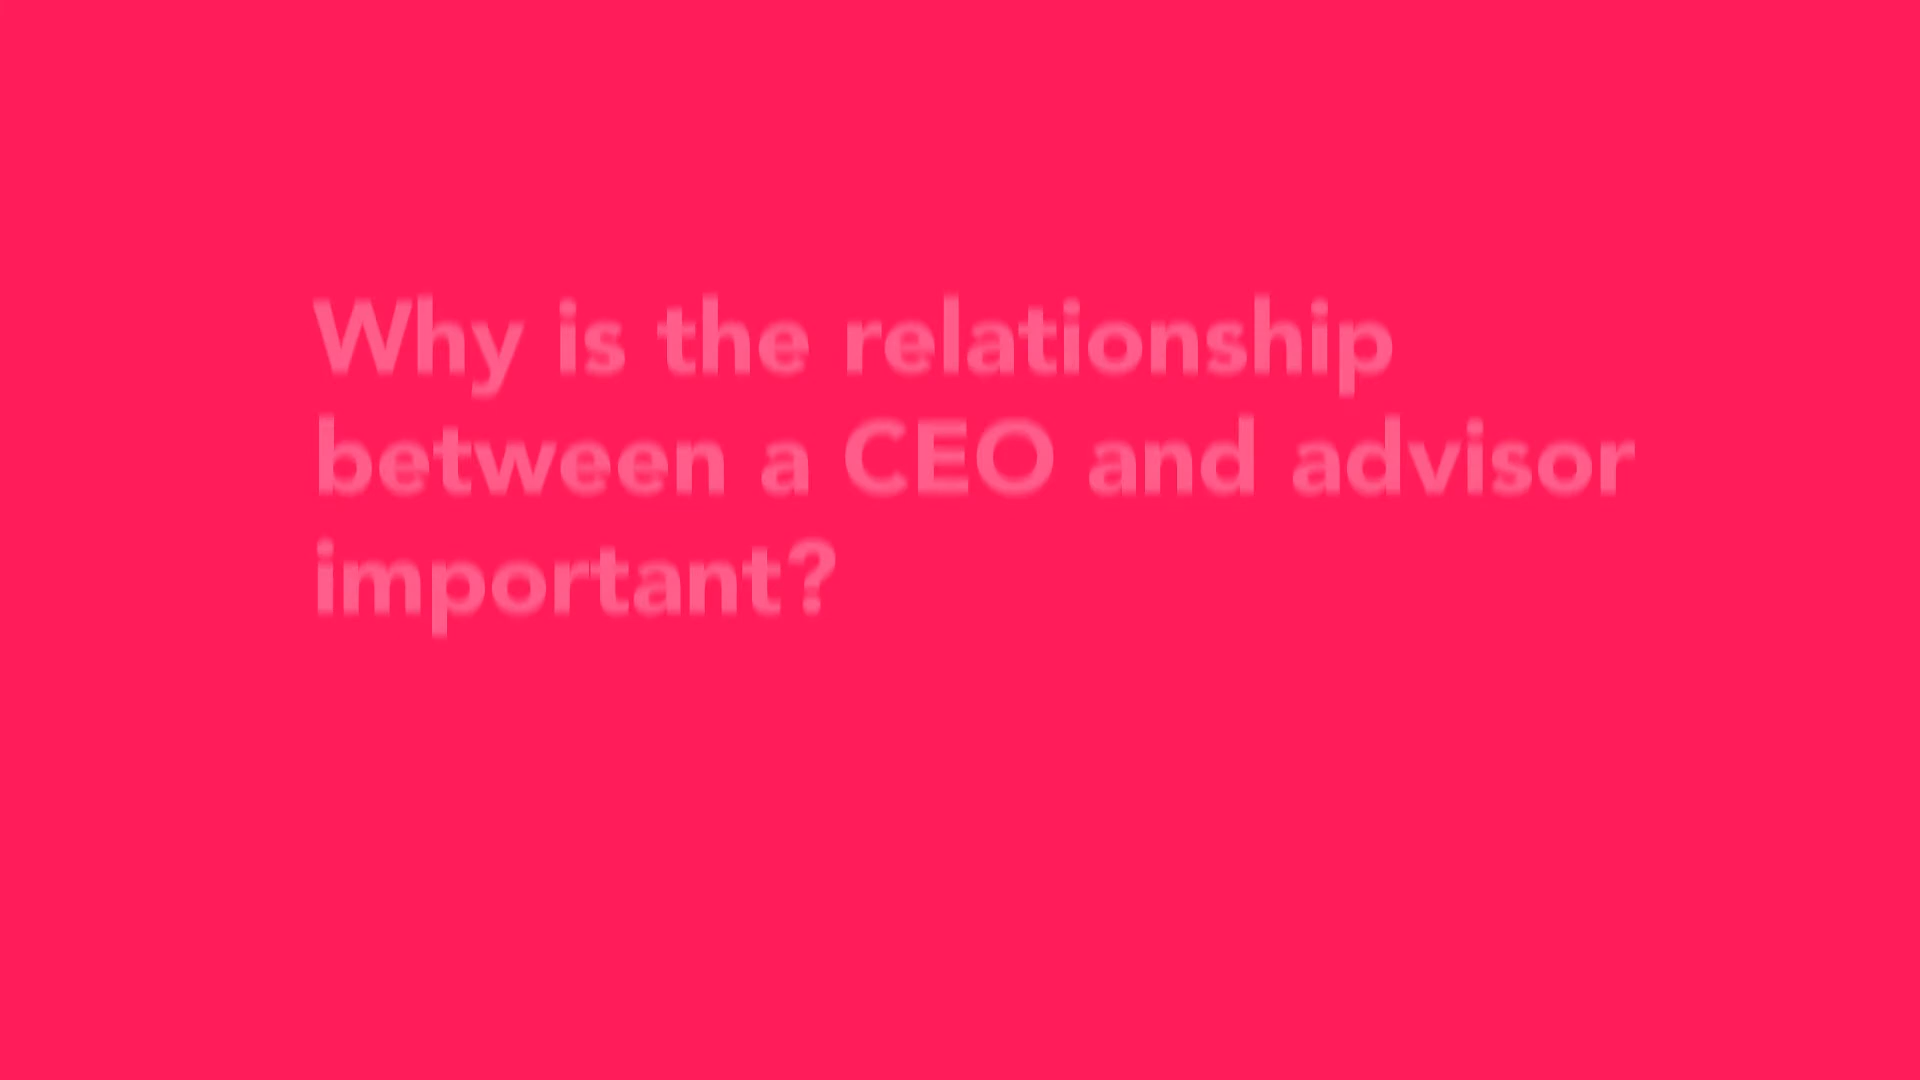 Why is the relationship
between a CEO and advisor
important?